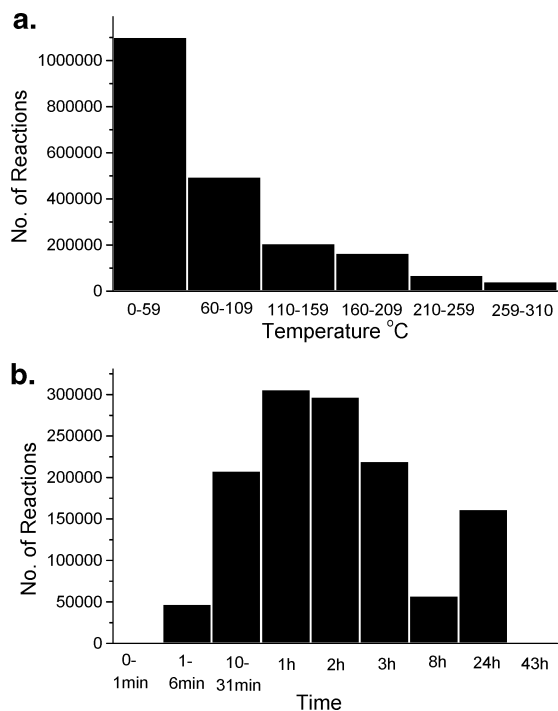 a.
No. of Reactions
1000000
800000
600000
400000
200000
0
0-59 60-109 110-159 160-209 210-259 259-310
Temperature °C
b.
No. of Reactions
300000
250000
200000
150000
100000
50000
0
0-1min 1-6min 10-31min 1h 2h 3h 8h 24h 43h
Time